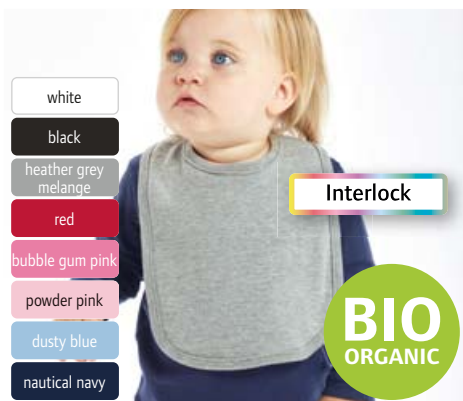 white
black
heather grey
melange
red
bubble gum pink
powder pink
dusty blue
nautical navy
Interlock
BIO
ORGANIC